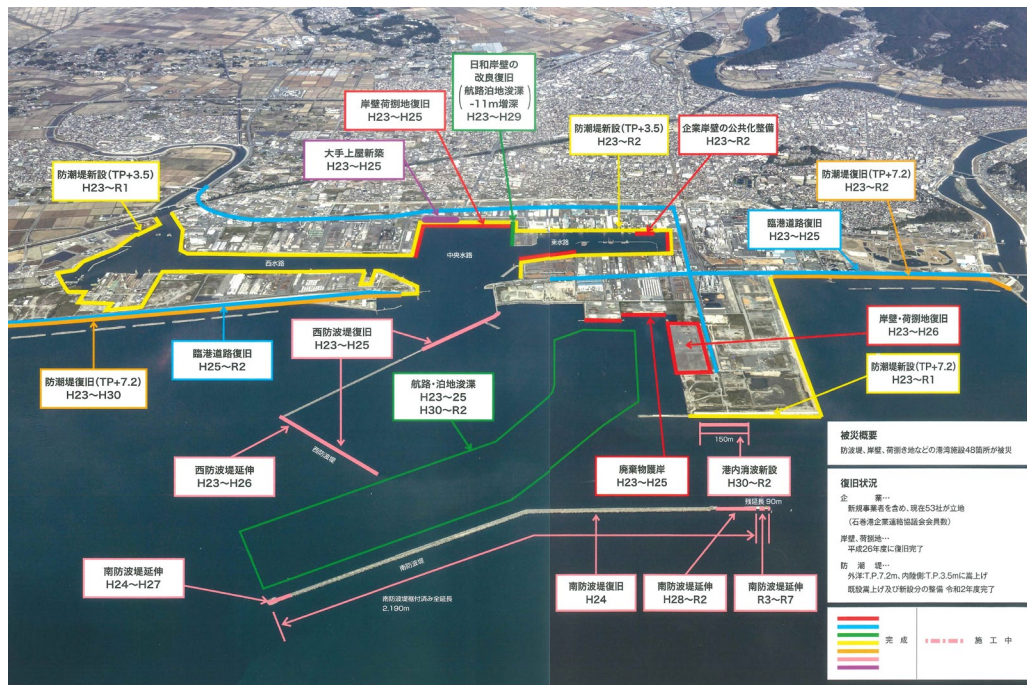 日和岸壁の
改良復旧
(航路泊地浚渫
-11m増深)
H23～H29
岸壁荷捌地復旧
H23～H25
大手上屋新築
H23～H25
防潮堤新設(TP+3.5)
H23～R2
企業岸壁の公共化整備
H23～R2
防潮堤新設(TP+3.5)
H23～R1
防潮堤復旧(TP+7.2)
H23～R2
臨港道路復旧
H23～H25
西水路
中央水路
東水路
西防波堤復旧
H23～H25
岸壁・荷捌地復旧
H23～H26
臨港道路復旧
H25～R2
防潮堤復旧(TP+7.2)
H23～H30
航路・泊地浚渫
H23～25
H30～R2
防潮堤新設(TP+7.2)
H23～R1
150m
西防波堤
西防波堤延伸
H23～H26
廃棄物護岸
H23～H25
港内消波新設
H30～R2
残延長 90m
南防波堤
南防波堤延伸
H24～H27
南防波堤復旧
H24
南防波堤延伸
H28～R2
南防波堤延伸
R3～R7
南防波堤据付済み全延長
2,190m
被災概要
防波堤、岸壁、荷捌き地などの港湾施設48箇所が被災
復旧状況
企　業…
新規事業者を含め、現在53社が立地
(石巻港企業連絡協議会会員数)
岸壁、荷捌地…
平成26年度に復旧完了
防　潮　堤…
外洋:T.P.7.2m、内陸側:T.P.3.5mに嵩上げ
既設嵩上げ及び新設分の整備 令和2年度完了
完　成
施　工　中